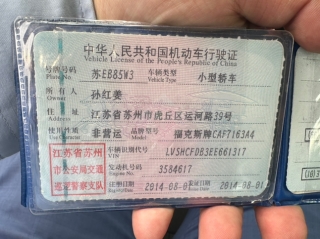 中华人民共和国机动车行驶证
Vehicle License of the People's Republic of China
号牌号码 苏EB85W3 车辆类型 小型轿车
Plate No. Vehicle Type
所有人 孙红姜
Owner
住址 江苏省苏州市虎丘区运河路39号
Address
使用性质 非营运 品牌型号 福克斯牌CAF7163A4
Use Character Model
江苏省苏州 车辆识别代号 LVSHCFDB3EE661317
VIN
市公安局交通 发动机号码 3584617
Engine No.
巡逻警察支队 注册日期 2014-08-0 发证日期 2014-08-01
Register Date Issue Date